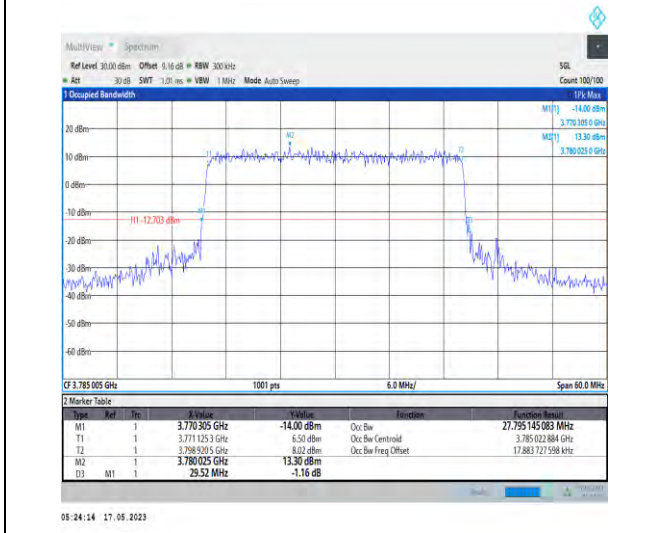 MultiView Spectrum
Ref Level 30.00 dBm Offset 9.16 dB RBW 300 kHz SGL
Att 30 dB SWT 1.01 ms VBW 1 MHz Mode Auto Sweep Count 100/100
1 Occupied Bandwidth 1Pk Max
M1[1] -14.00 dBm
3.770 305 0 GHz
M2[1] 13.30 dBm
3.780 025 0 GHz
20 dBm
M2
T1 T2
10 dBm
0 dBm
-10 dBm
H1 -12.703 dBm
-20 dBm
-30 dBm
-40 dBm
-50 dBm
-60 dBm
CF 3.785 005 GHz 1001 pts 6.0 MHz/ Span 60.0 MHz
2 Marker Table
Type Ref Trc X-Value Y-Value Function Function Result
M1 1 3.770 305 GHz -14.00 dBm Occ Bw 27.795 145 083 MHz
T1 1 3.771 125 3 GHz 6.50 dBm Occ Bw Centroid 3.785 022 884 GHz
T2 1 3.798 920 5 GHz 8.02 dBm Occ Bw Freq Offset 17.883 727 598 kHz
M2 1 3.780 025 GHz 13.30 dBm
D3 M1 1 29.52 MHz -1.16 dB
05:24:14 17.05.2023